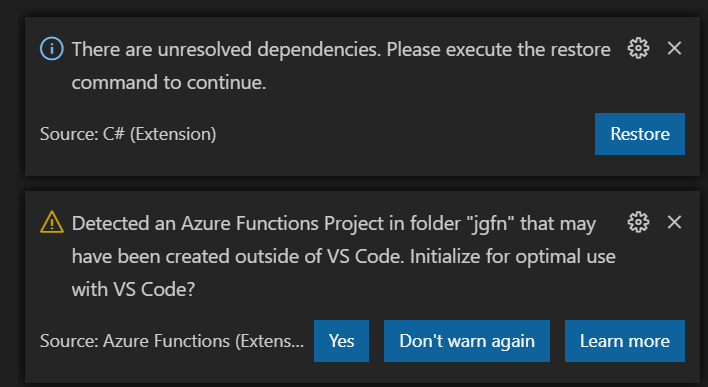 There are unresolved dependencies. Please execute the restore
command to continue.
Source: C# (Extension)
Restore
Detected an Azure Functions Project in folder "jgfn" that may
have been created outside of VS Code. Initialize for optimal use
with VS Code?
Source: Azure Functions (Extens...
Yes
Don't warn again
Learn more